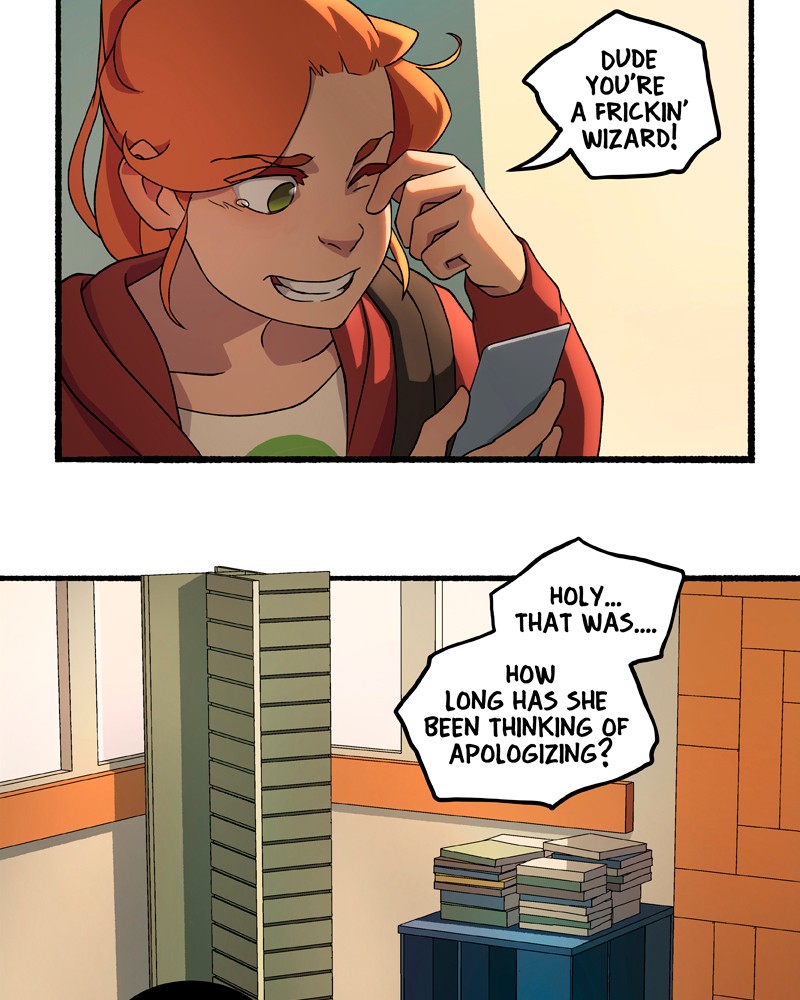 DUDE
YOU'RE
A FRICKIN'
WIZARD!
HOLY...
THAT WAS....
HOW
LONG HAS SHE
BEEN THINKING OF
APOLOGIZING?